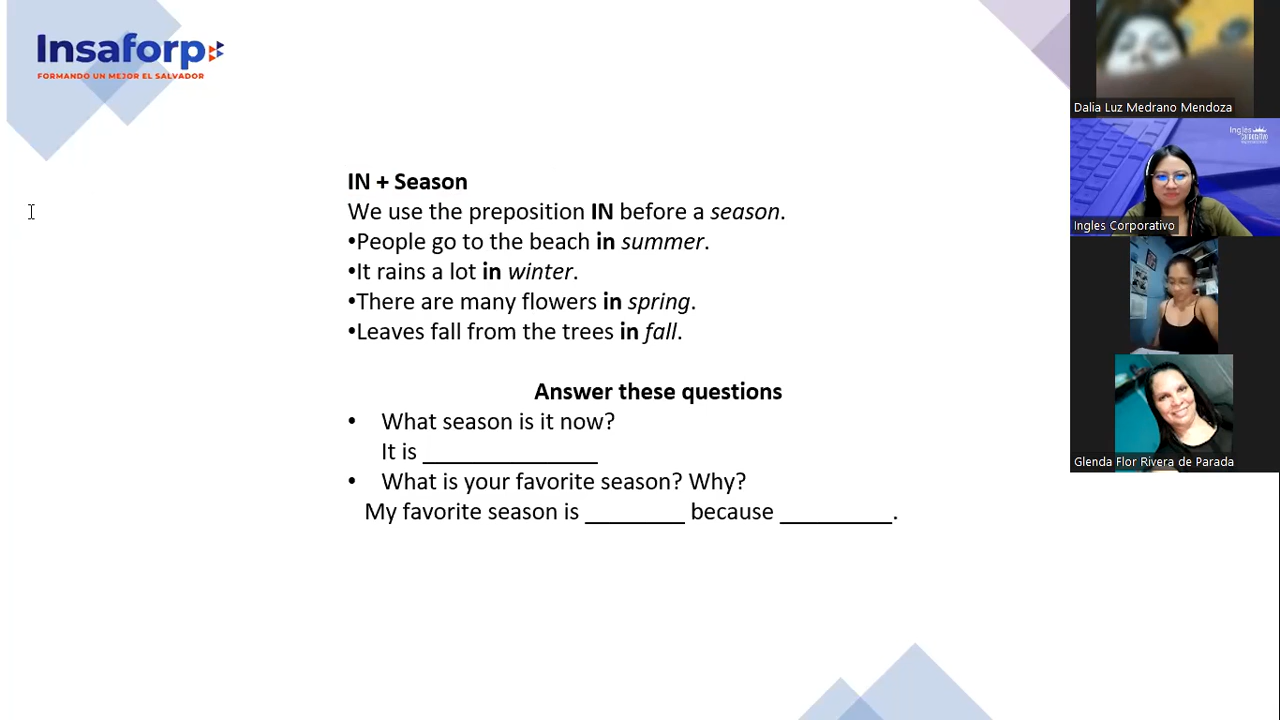 Insaforp
FORMANDO UN MEJOR EL SALVADOR
IN + Season
We use the preposition IN before a season.
•People go to the beach in summer.
•It rains a lot in winter.
•There are many flowers in spring.
•Leaves fall from the trees in fall.
Answer these questions
• What season is it now?
It is _______________
• What is your favorite season? Why?
My favorite season is _________ because __________.
Dalia Luz Medrano Mendoza
Ingles
Ingles Corporativo
Glenda Flor Rivera de Parada